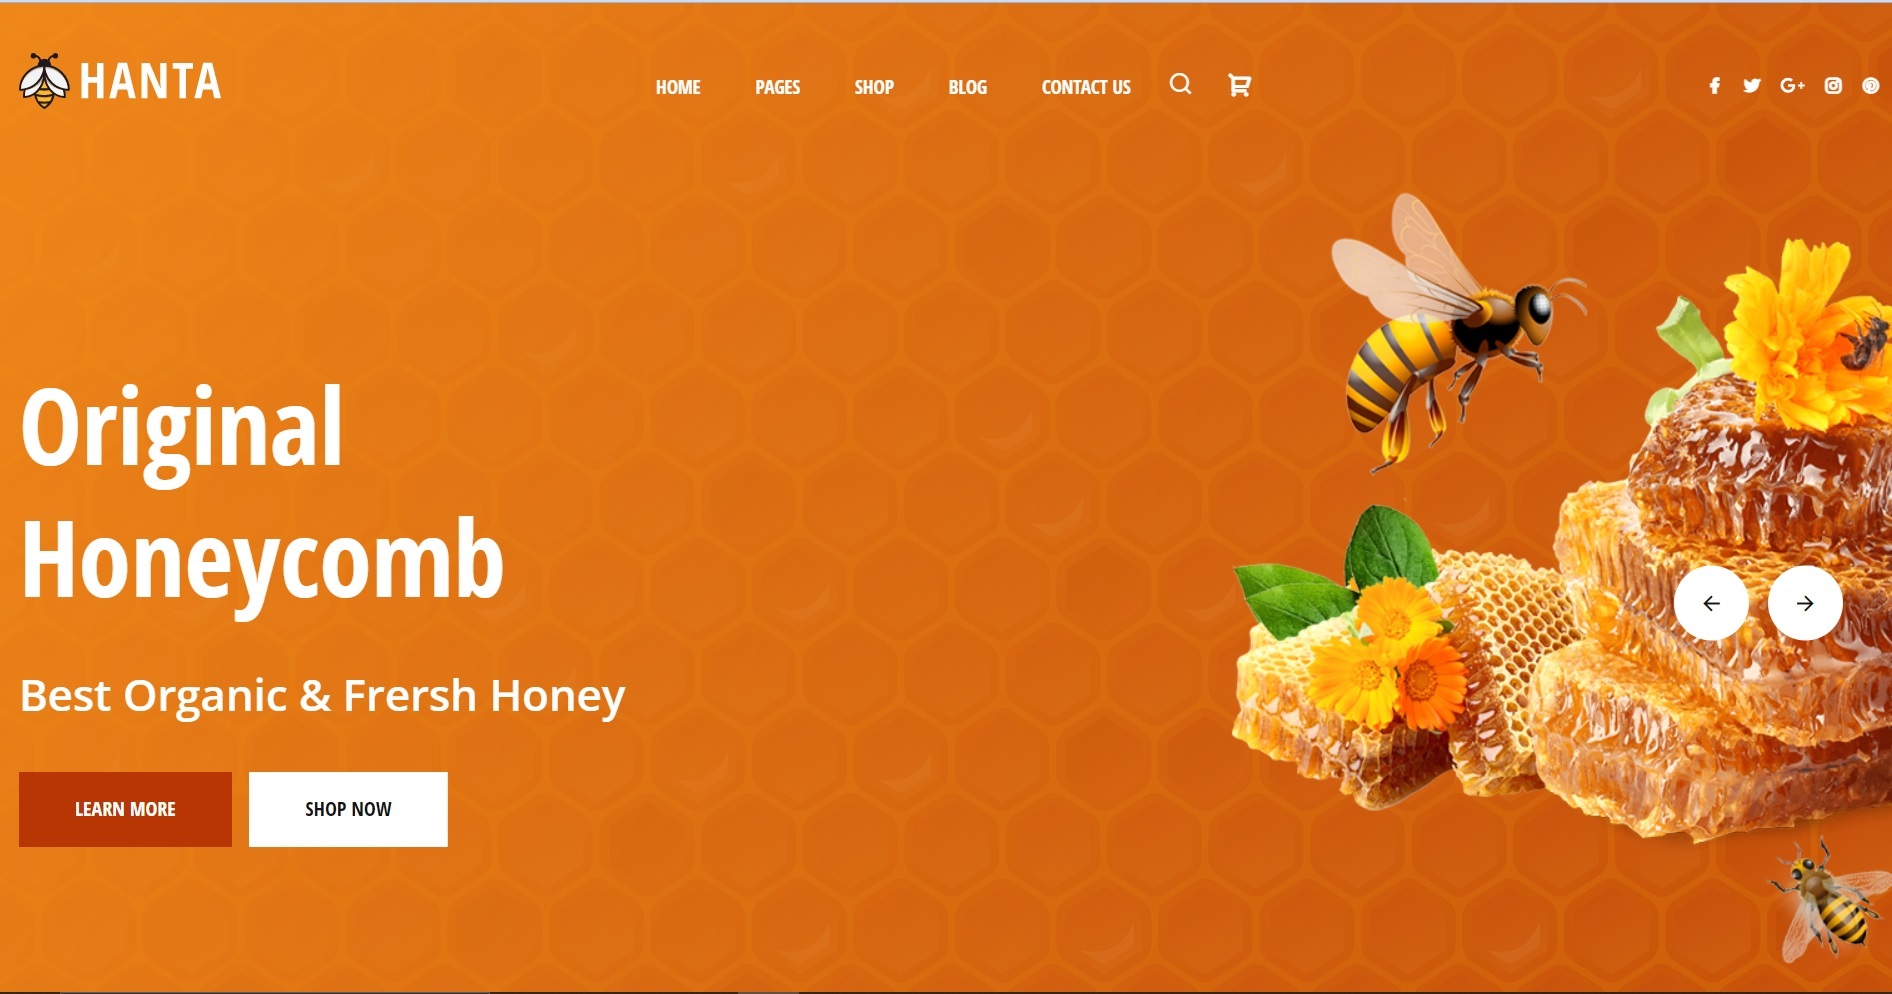 HANTA
HOME PAGES SHOP BLOG CONTACT US
Original
Honeycomb
Best Organic & Frersh Honey
LEARN MORE SHOP NOW